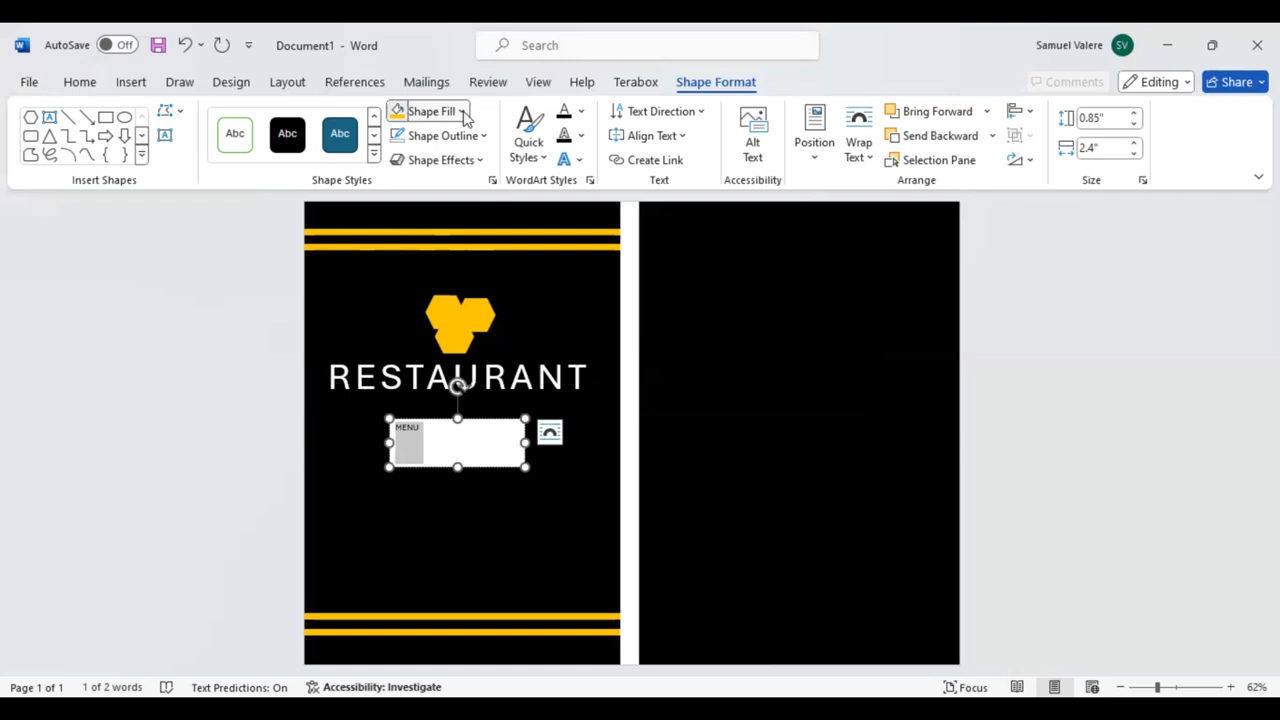 AutoSave Off Document1 - Word Search Samuel Valere SV
File Home Insert Draw Design Layout References Mailings Review View Help Terabox Shape Format Comments Editing Share
Abc Abc Abc
Shape Fill
Shape Outline
Shape Effects
Quick
Styles
Text Direction
Align Text
Create Link
Alt
Text
Position
Wrap
Text
Bring Forward
Send Backward
Selection Pane
0.85"
2.4"
Insert Shapes Shape Styles WordArt Styles Text Accessibility Arrange Size
RESTAURANT
MENU
Page 1 of 1 1 of 2 words Text Predictions: On Accessibility: Investigate Focus 62%